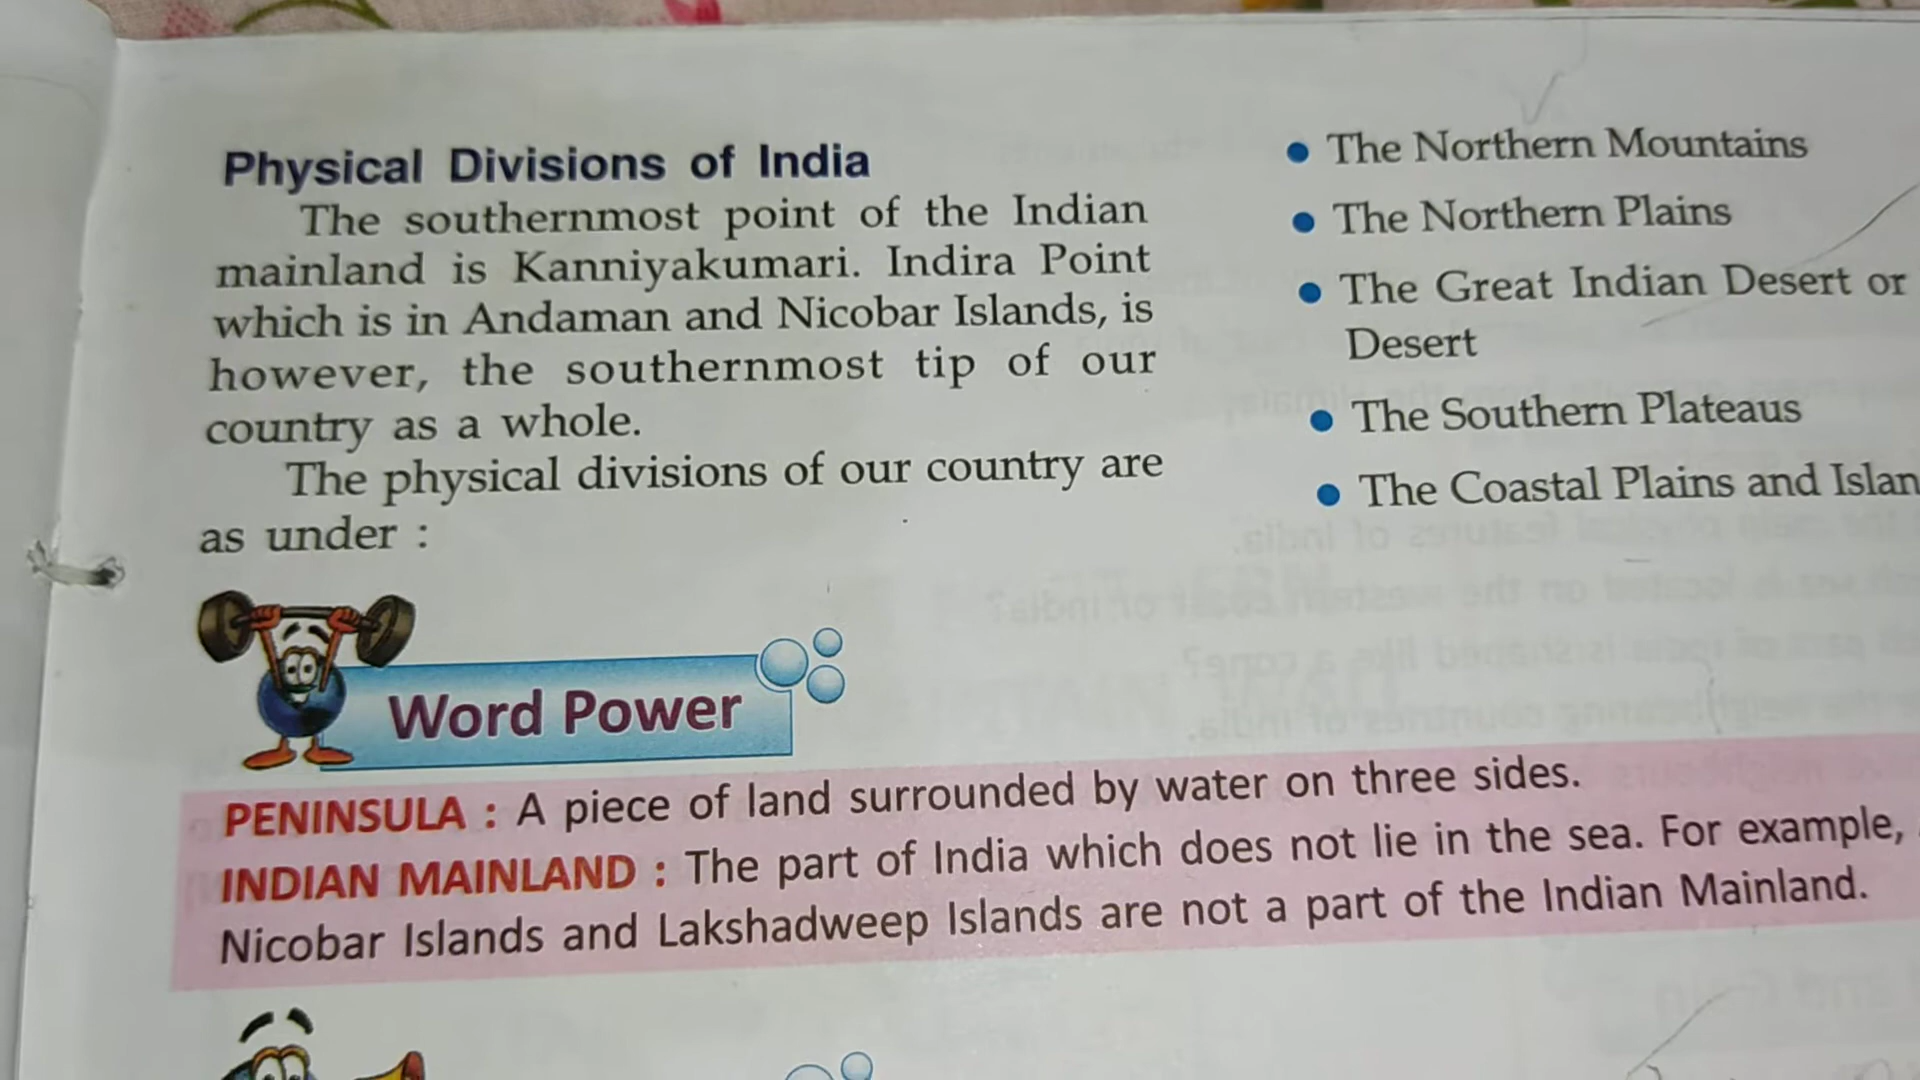 Physical Divisions of India
The southernmost point of the Indian
mainland is Kanniyakumari. Indira Point
which is in Andaman and Nicobar Islands, is
however, the southernmost tip of our
country as a whole.
The physical divisions of our country are
as under :
• The Northern Mountains
• The Northern Plains
• The Great Indian Desert or
Desert
• The Southern Plateaus
• The Coastal Plains and Islan
Word Power
PENINSULA : A piece of land surrounded by water on three sides.
INDIAN MAINLAND : The part of India which does not lie in the sea. For example,
Nicobar Islands and Lakshadweep Islands are not a part of the Indian Mainland.